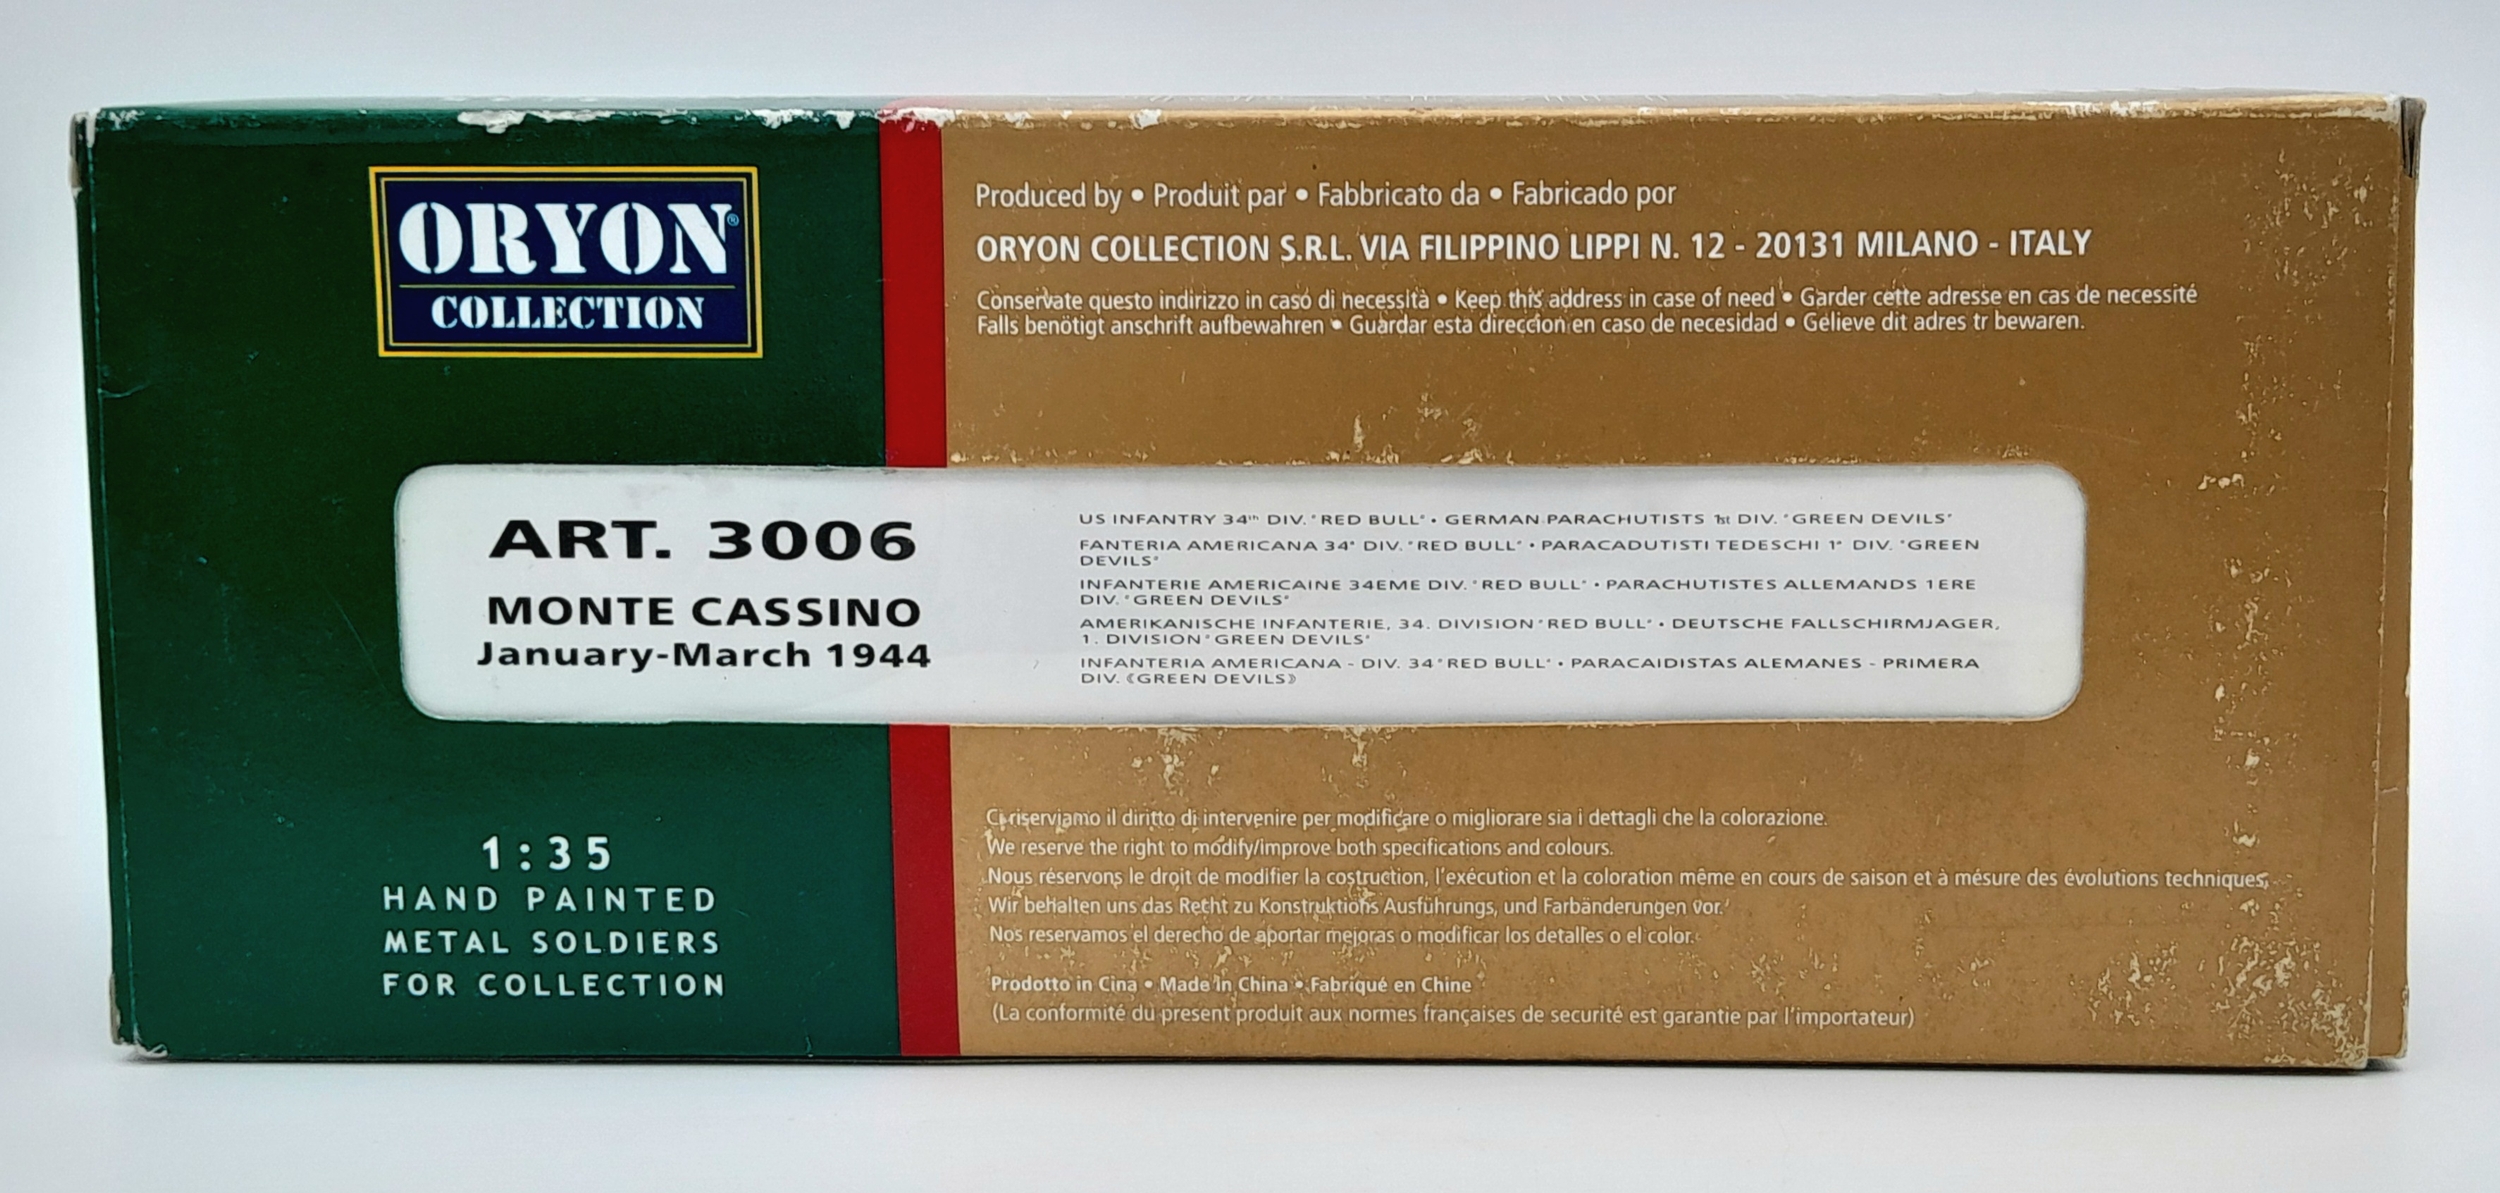 ORYON®
COLLECTION
Produced by • Produit par • Fabbricato da • Fabricado por
ORYON COLLECTION S.R.L. VIA FILIPPINO LIPPI N. 12 - 20131 MILANO - ITALY
Conservate questo indirizzo in caso di necessità • Keep this address in case of need • Garder cette adresse en cas de necessité
Falls benötigt anschrift aufbewahren • Guardar esta direccion en caso de necesidad • Gelieve dit adres tr bewaren.
ART. 3006
MONTE CASSINO
January-March 1944
US INFANTRY 34th DIV. "RED BULL" • GERMAN PARACHUTISTS 1st DIV. "GREEN DEVILS"
FANTERIA AMERICANA 34° DIV. "RED BULL" • PARACADUTISTI TEDESCHI 1° DIV. "GREEN
DEVILS"
INFANTERIE AMERICAINE 34EME DIV. "RED BULL" • PARACHUTISTES ALLEMANDS 1ERE
DIV. "GREEN DEVILS"
AMERIKANISCHE INFANTERIE, 34. DIVISION "RED BULL" • DEUTSCHE FALLSCHIRMJAGER,
1. DIVISION "GREEN DEVILS"
INFANTERIA AMERICANA - DIV. 34 "RED BULL" • PARACAIDISTAS ALEMANES - PRIMERA
DIV. 《GREEN DEVILS》
1:35
HAND PAINTED
METAL SOLDIERS
FOR COLLECTION
Ci riserviamo il diritto di intervenire per modificare o migliorare sia i dettagli che la colorazione.
We reserve the right to modify/improve both specifications and colours.
Nous réservons le droit de modifier la costruction, l'exécution et la coloration même en cours de saison et à mésure des évolutions techniques.
Wir behalten uns das Recht zu Konstruktions Ausführungs, und Farbänderungen vor.
Nos reservamos el derecho de aportar mejoras o modificar los detalles o el color.
Prodotto in Cina • Made in China • Fabriqué en Chine
(La conformité du present produit aux normes françaises de securité est garantie par l'importateur)